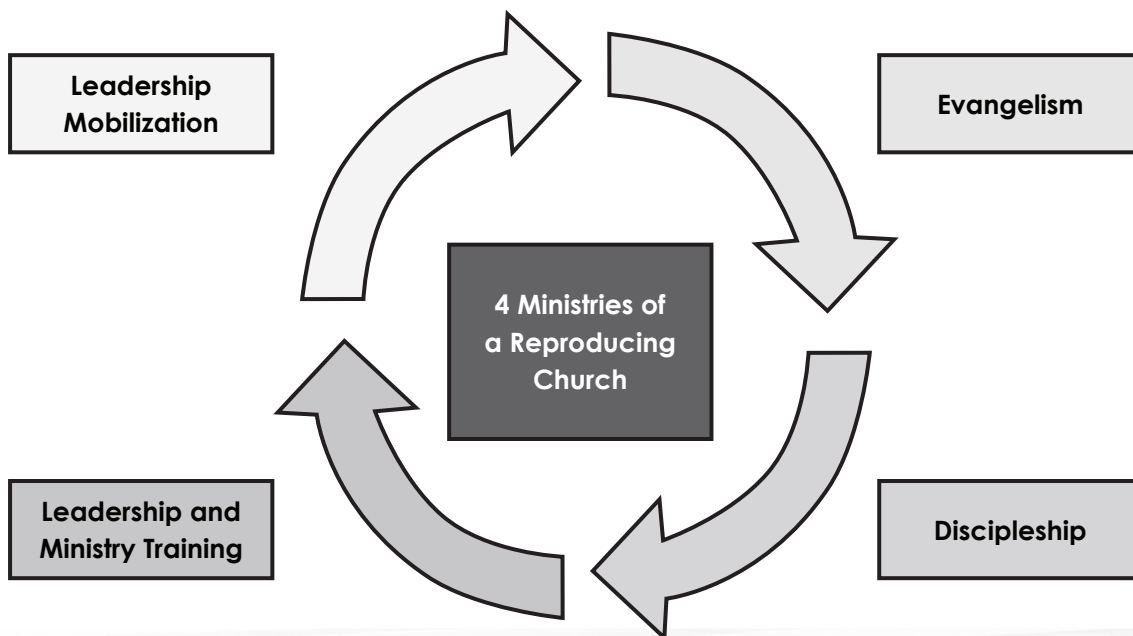 Leadership
Mobilization
Evangelism
4 Ministries of
a Reproducing
Church
Leadership and
Ministry Training
Discipleship